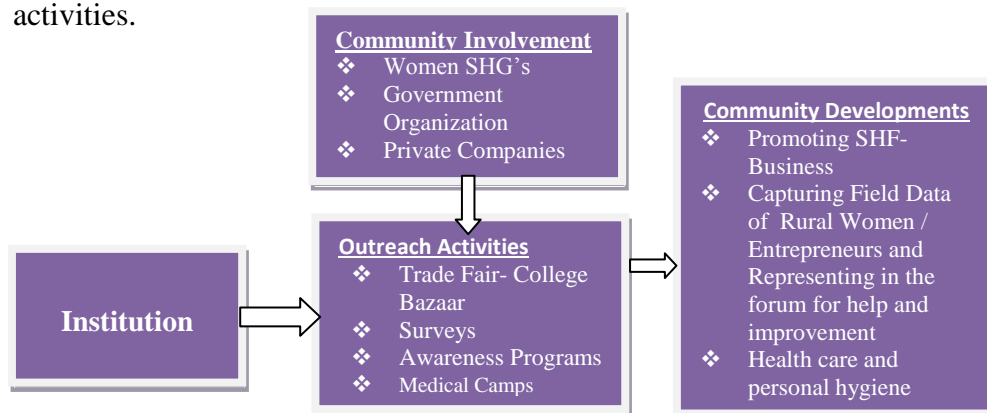 activities.
Community Involvement
❖ Women SHG's
❖ Government
Organization
❖ Private Companies
Institution
Outreach Activities
❖ Trade Fair- College
Bazaar
❖ Surveys
❖ Awareness Programs
❖ Medical Camps
Community Developments
❖ Promoting SHF-
Business
❖ Capturing Field Data
of Rural Women /
Entrepreneurs and
Representing in the
forum for help and
improvement
❖ Health care and
personal hygiene